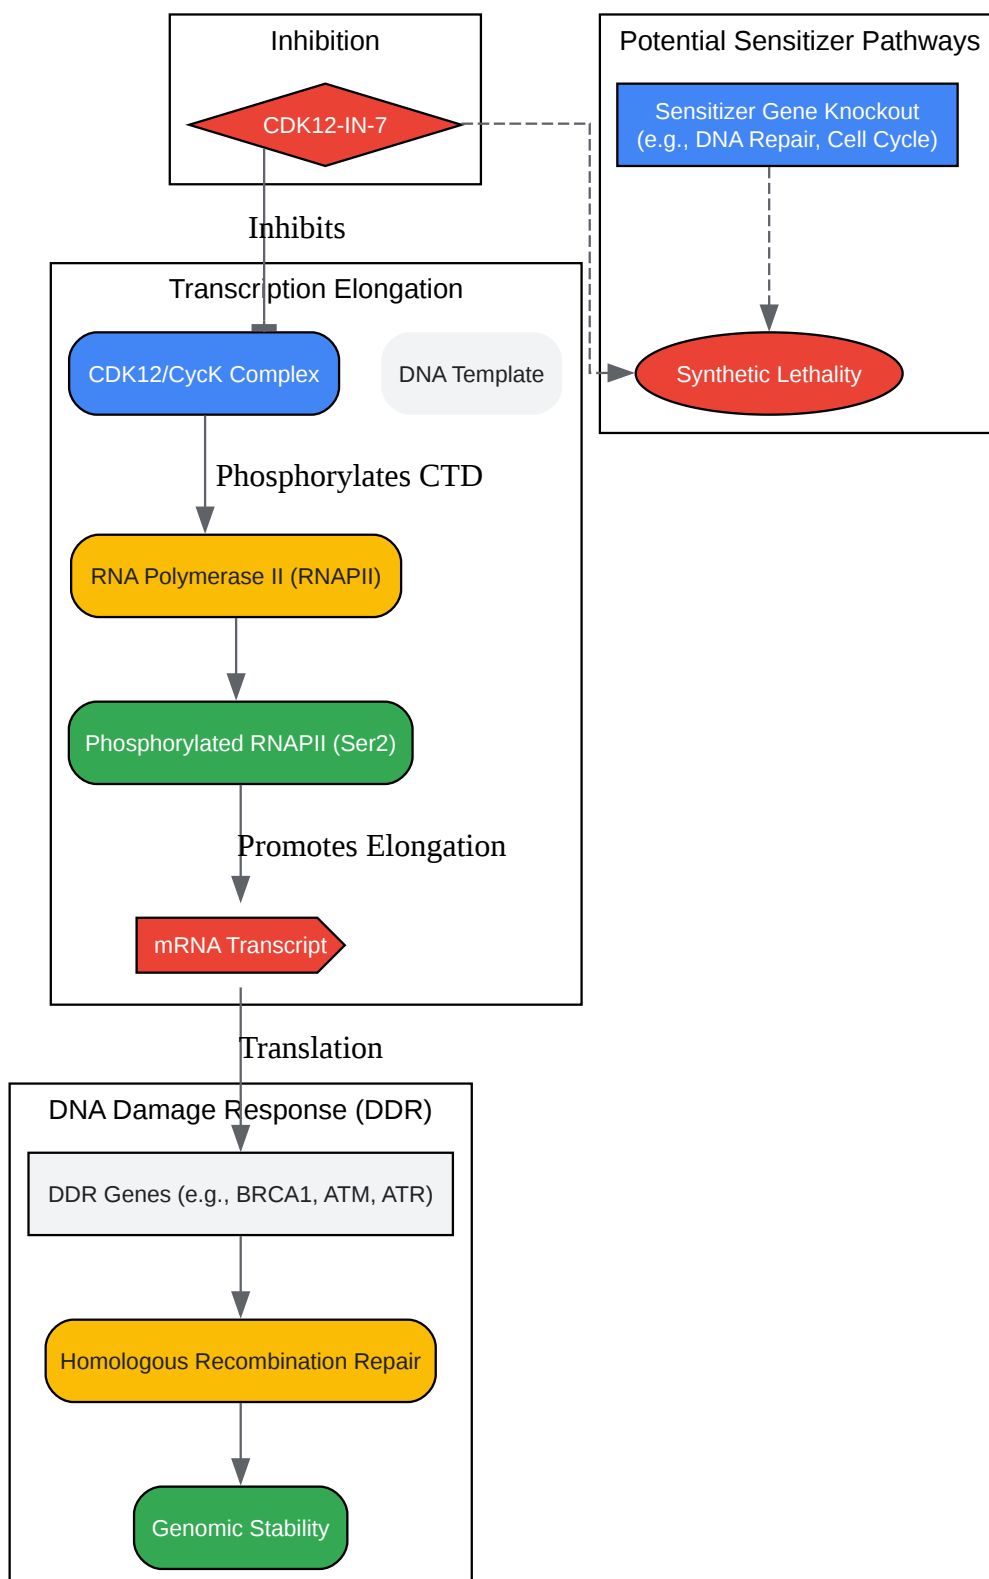 Inhibition
CDK12-IN-7
Potential Sensitizer Pathways
Sensitizer Gene Knockout
(e.g., DNA Repair, Cell Cycle)
Synthetic Lethality
Inhibits
Transcription Elongation
CDK12/CycK Complex
DNA Template
Phosphorylates CTD
RNA Polymerase II (RNAPII)
Phosphorylated RNAPII (Ser2)
Promotes Elongation
mRNA Transcript
Translation
DNA Damage Response (DDR)
DDR Genes (e.g., BRCA1, ATM, ATR)
Homologous Recombination Repair
Genomic Stability